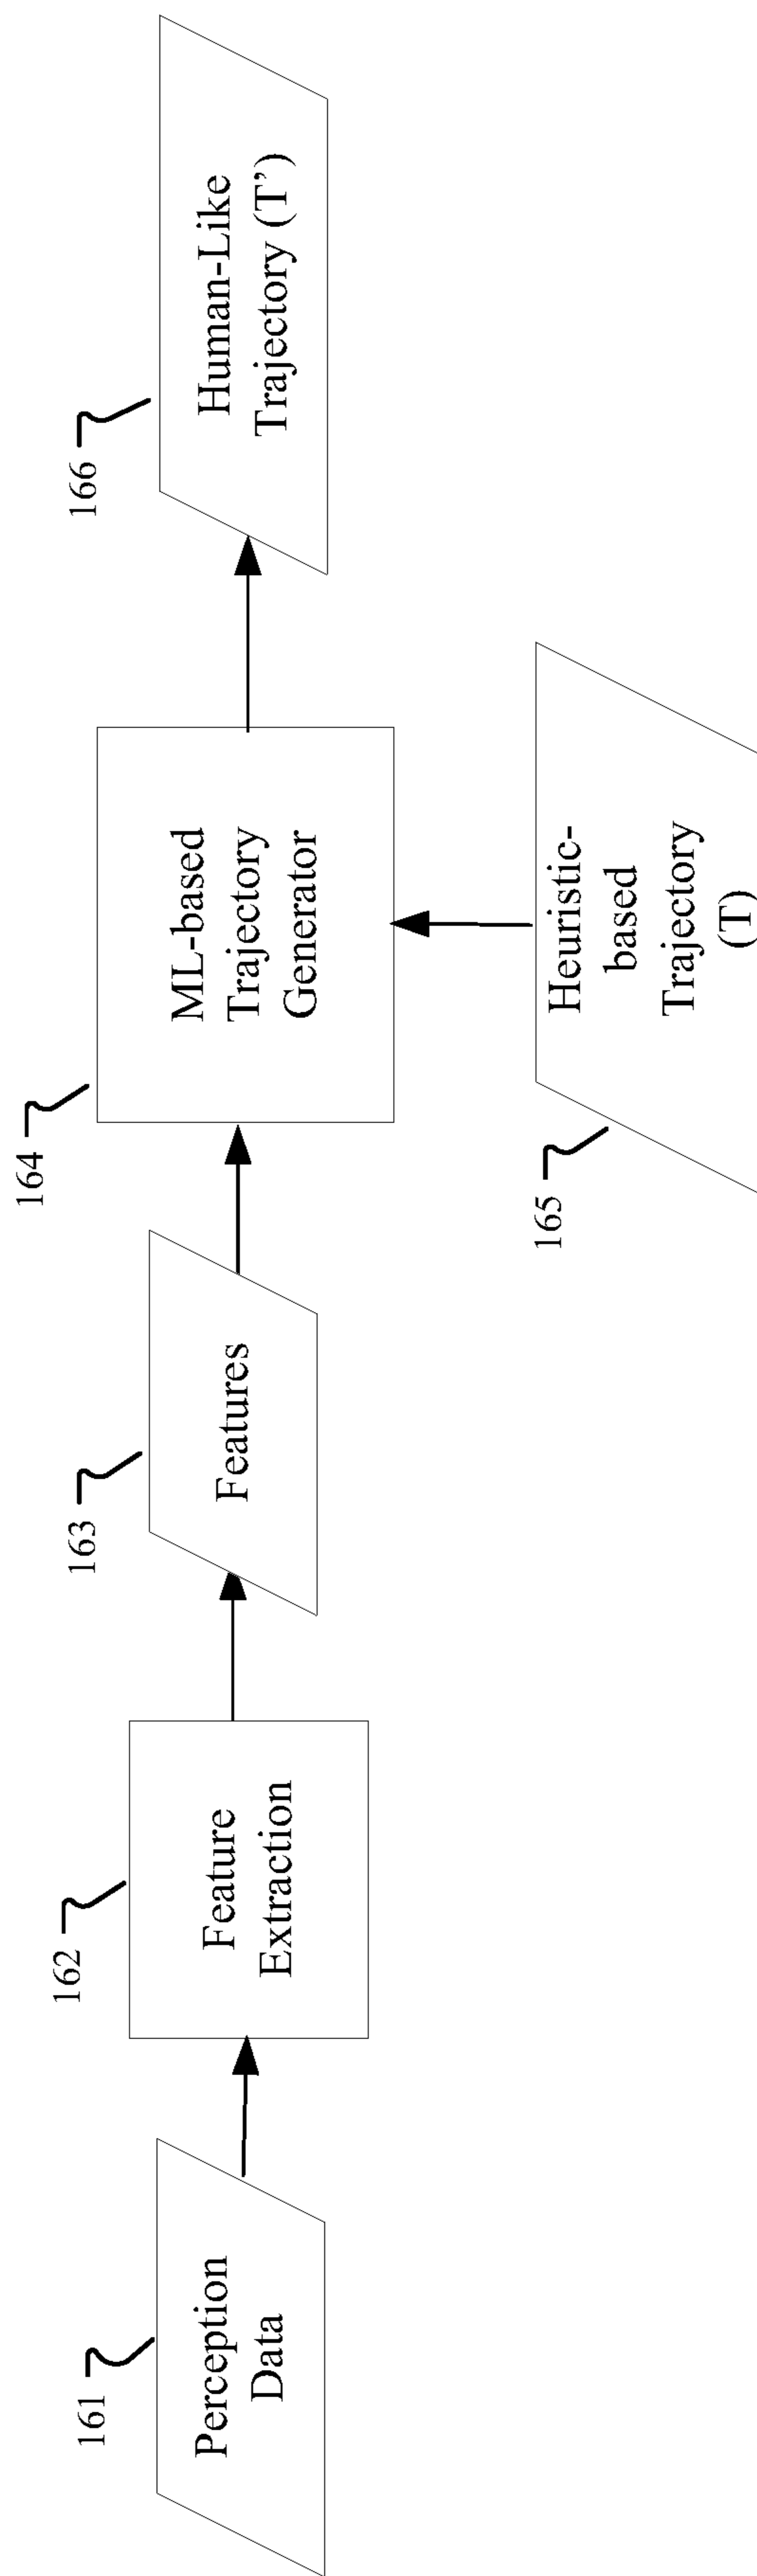 161
Perception
Data
162
Feature
Extraction
163
Features
164
ML-based
Trajectory
Generator
165
Heuristic-
based
Trajectory
(T)
166
Human-Like
Trajectory (T’)